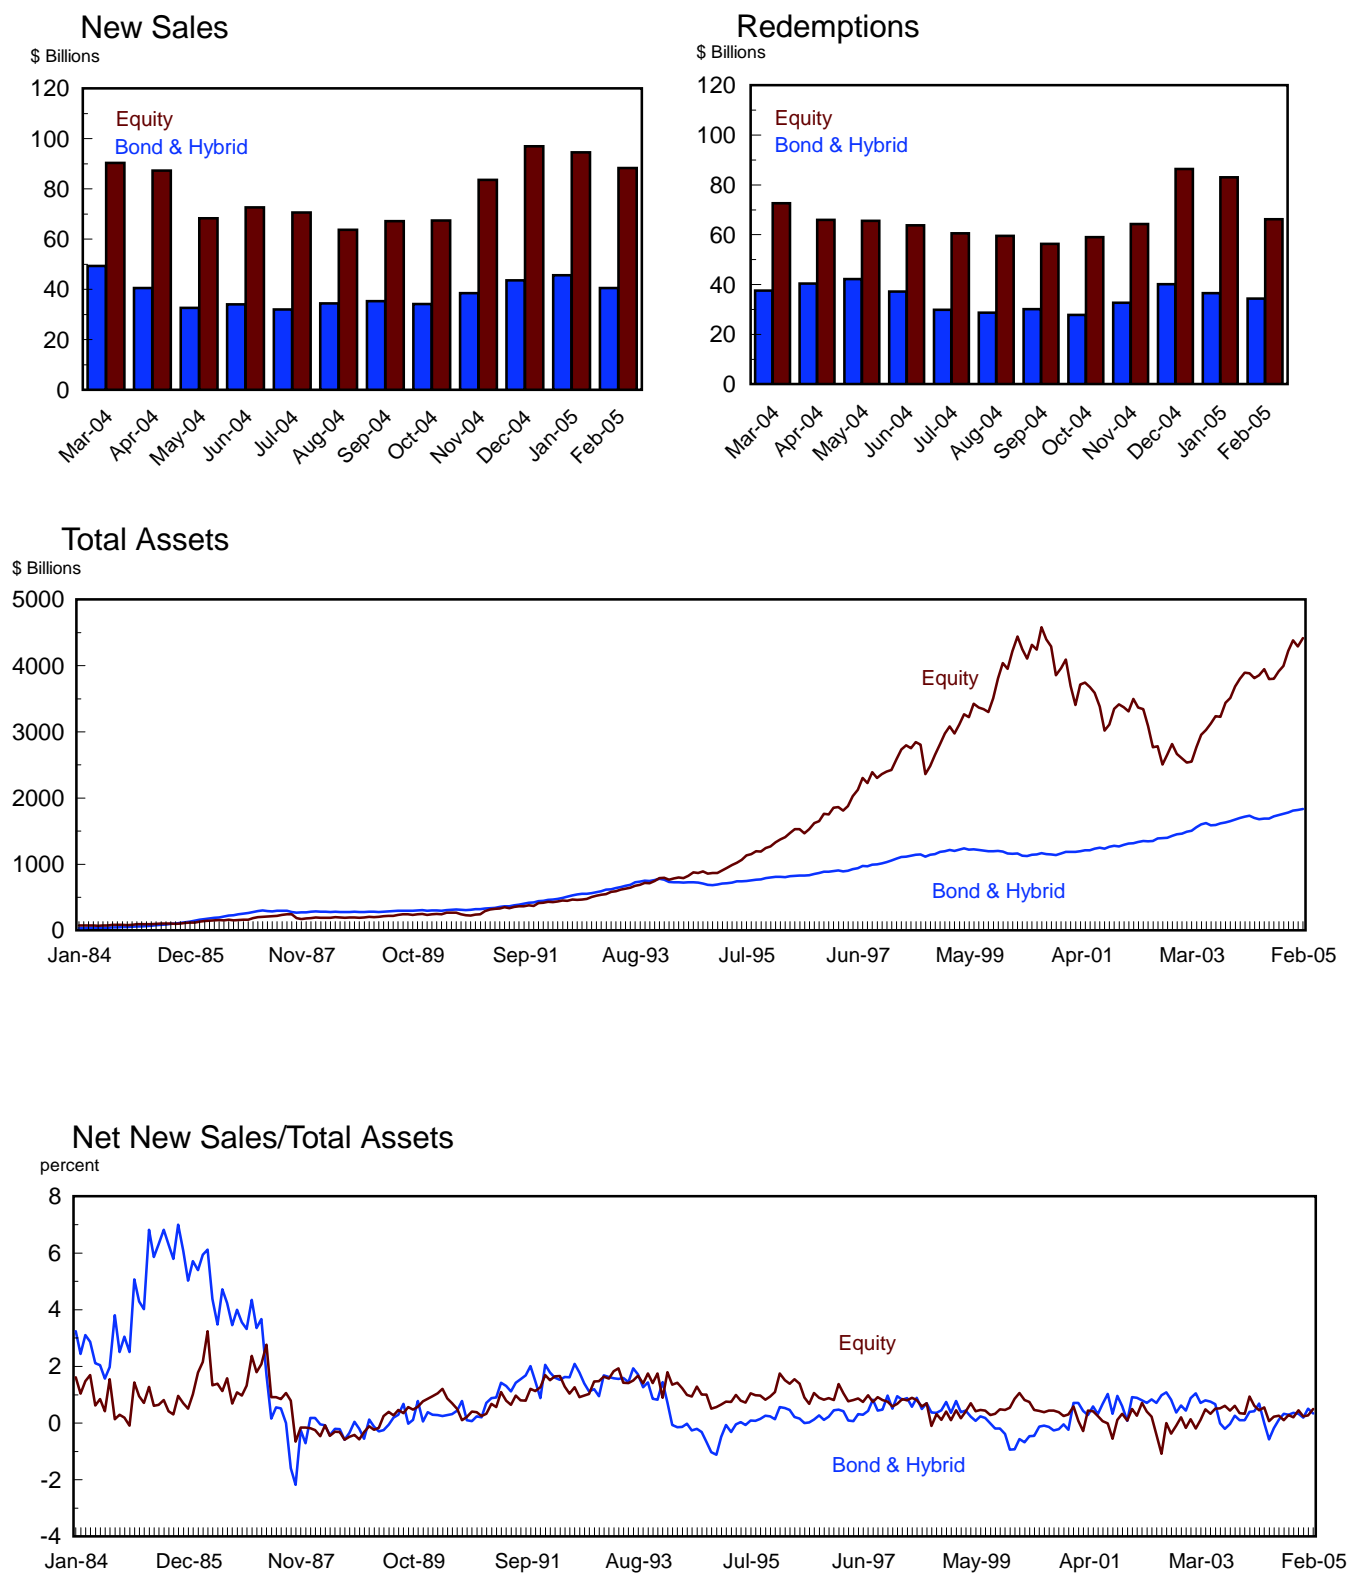 New Sales
$ Billions
120
100
80
60
40
20
0
Equity
Bond & Hybrid
Mar-04 Apr-04 May-04 Jun-04 Jul-04 Aug-04 Sep-04 Oct-04 Nov-04 Dec-04 Jan-05 Feb-05
Redemptions
$ Billions
120
100
80
60
40
20
0
Equity
Bond & Hybrid
Mar-04 Apr-04 May-04 Jun-04 Jul-04 Aug-04 Sep-04 Oct-04 Nov-04 Dec-04 Jan-05 Feb-05
Total Assets
$ Billions
5000
4000
3000
2000
1000
0
Equity
Bond & Hybrid
Jan-84 Dec-85 Nov-87 Oct-89 Sep-91 Aug-93 Jul-95 Jun-97 May-99 Apr-01 Mar-03 Feb-05
Net New Sales/Total Assets
percent
8
6
4
2
0
-2
-4
Equity
Bond & Hybrid
Jan-84 Dec-85 Nov-87 Oct-89 Sep-91 Aug-93 Jul-95 Jun-97 May-99 Apr-01 Mar-03 Feb-05